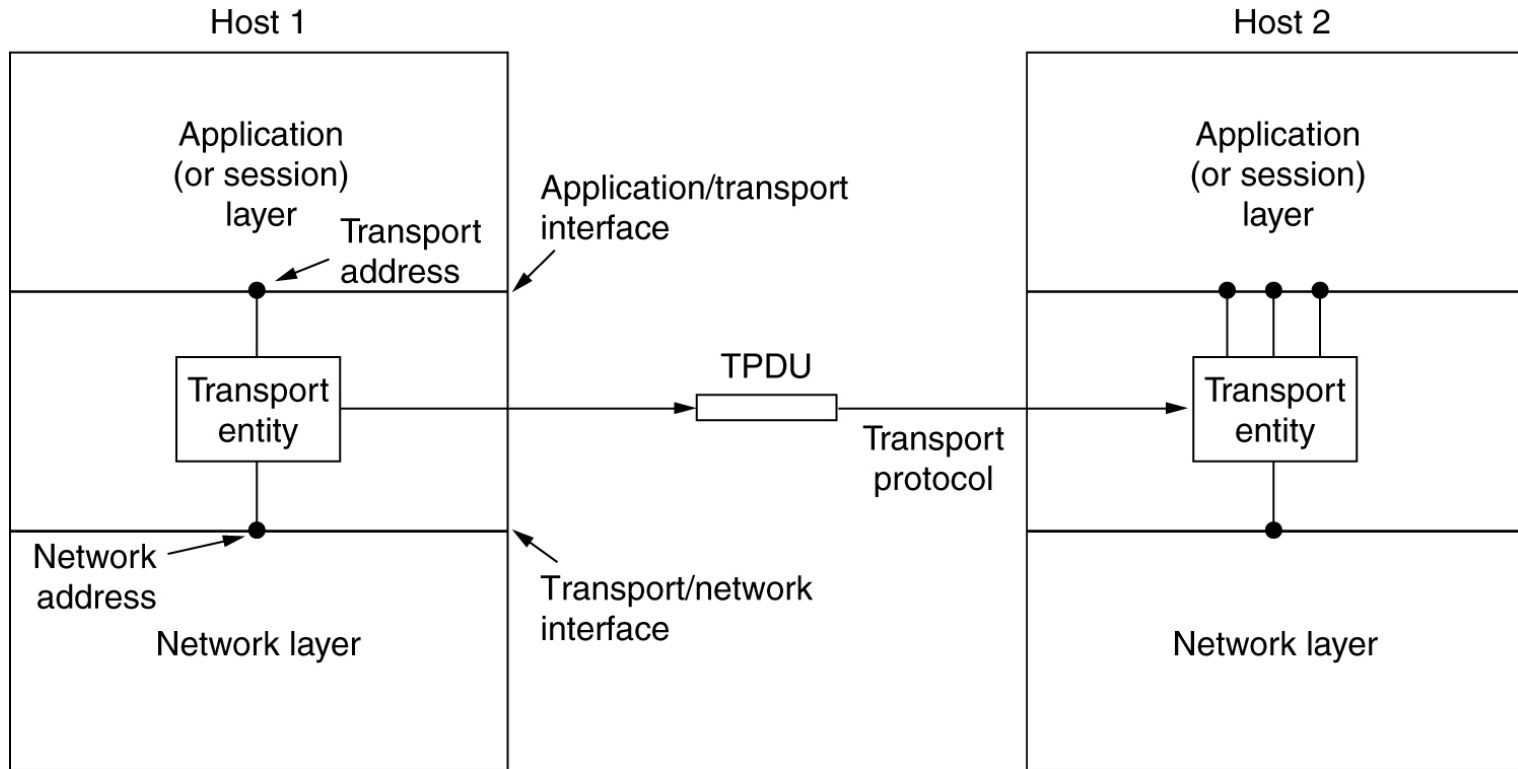 Host 1
Host 2
Application
(or session)
layer
Transport
address
Application/transport
interface
Application
(or session)
layer
Transport
entity
TPDU
Transport
protocol
Transport
entity
Network
address
Transport/network
interface
Network layer
Network layer